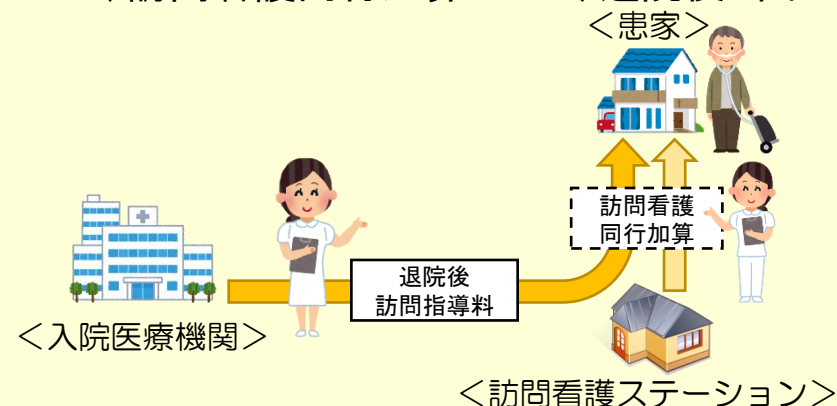 ＜患家＞
訪問看護
同行加算
退院後
訪問指導料
＜入院医療機関＞
＜訪問看護ステーション＞